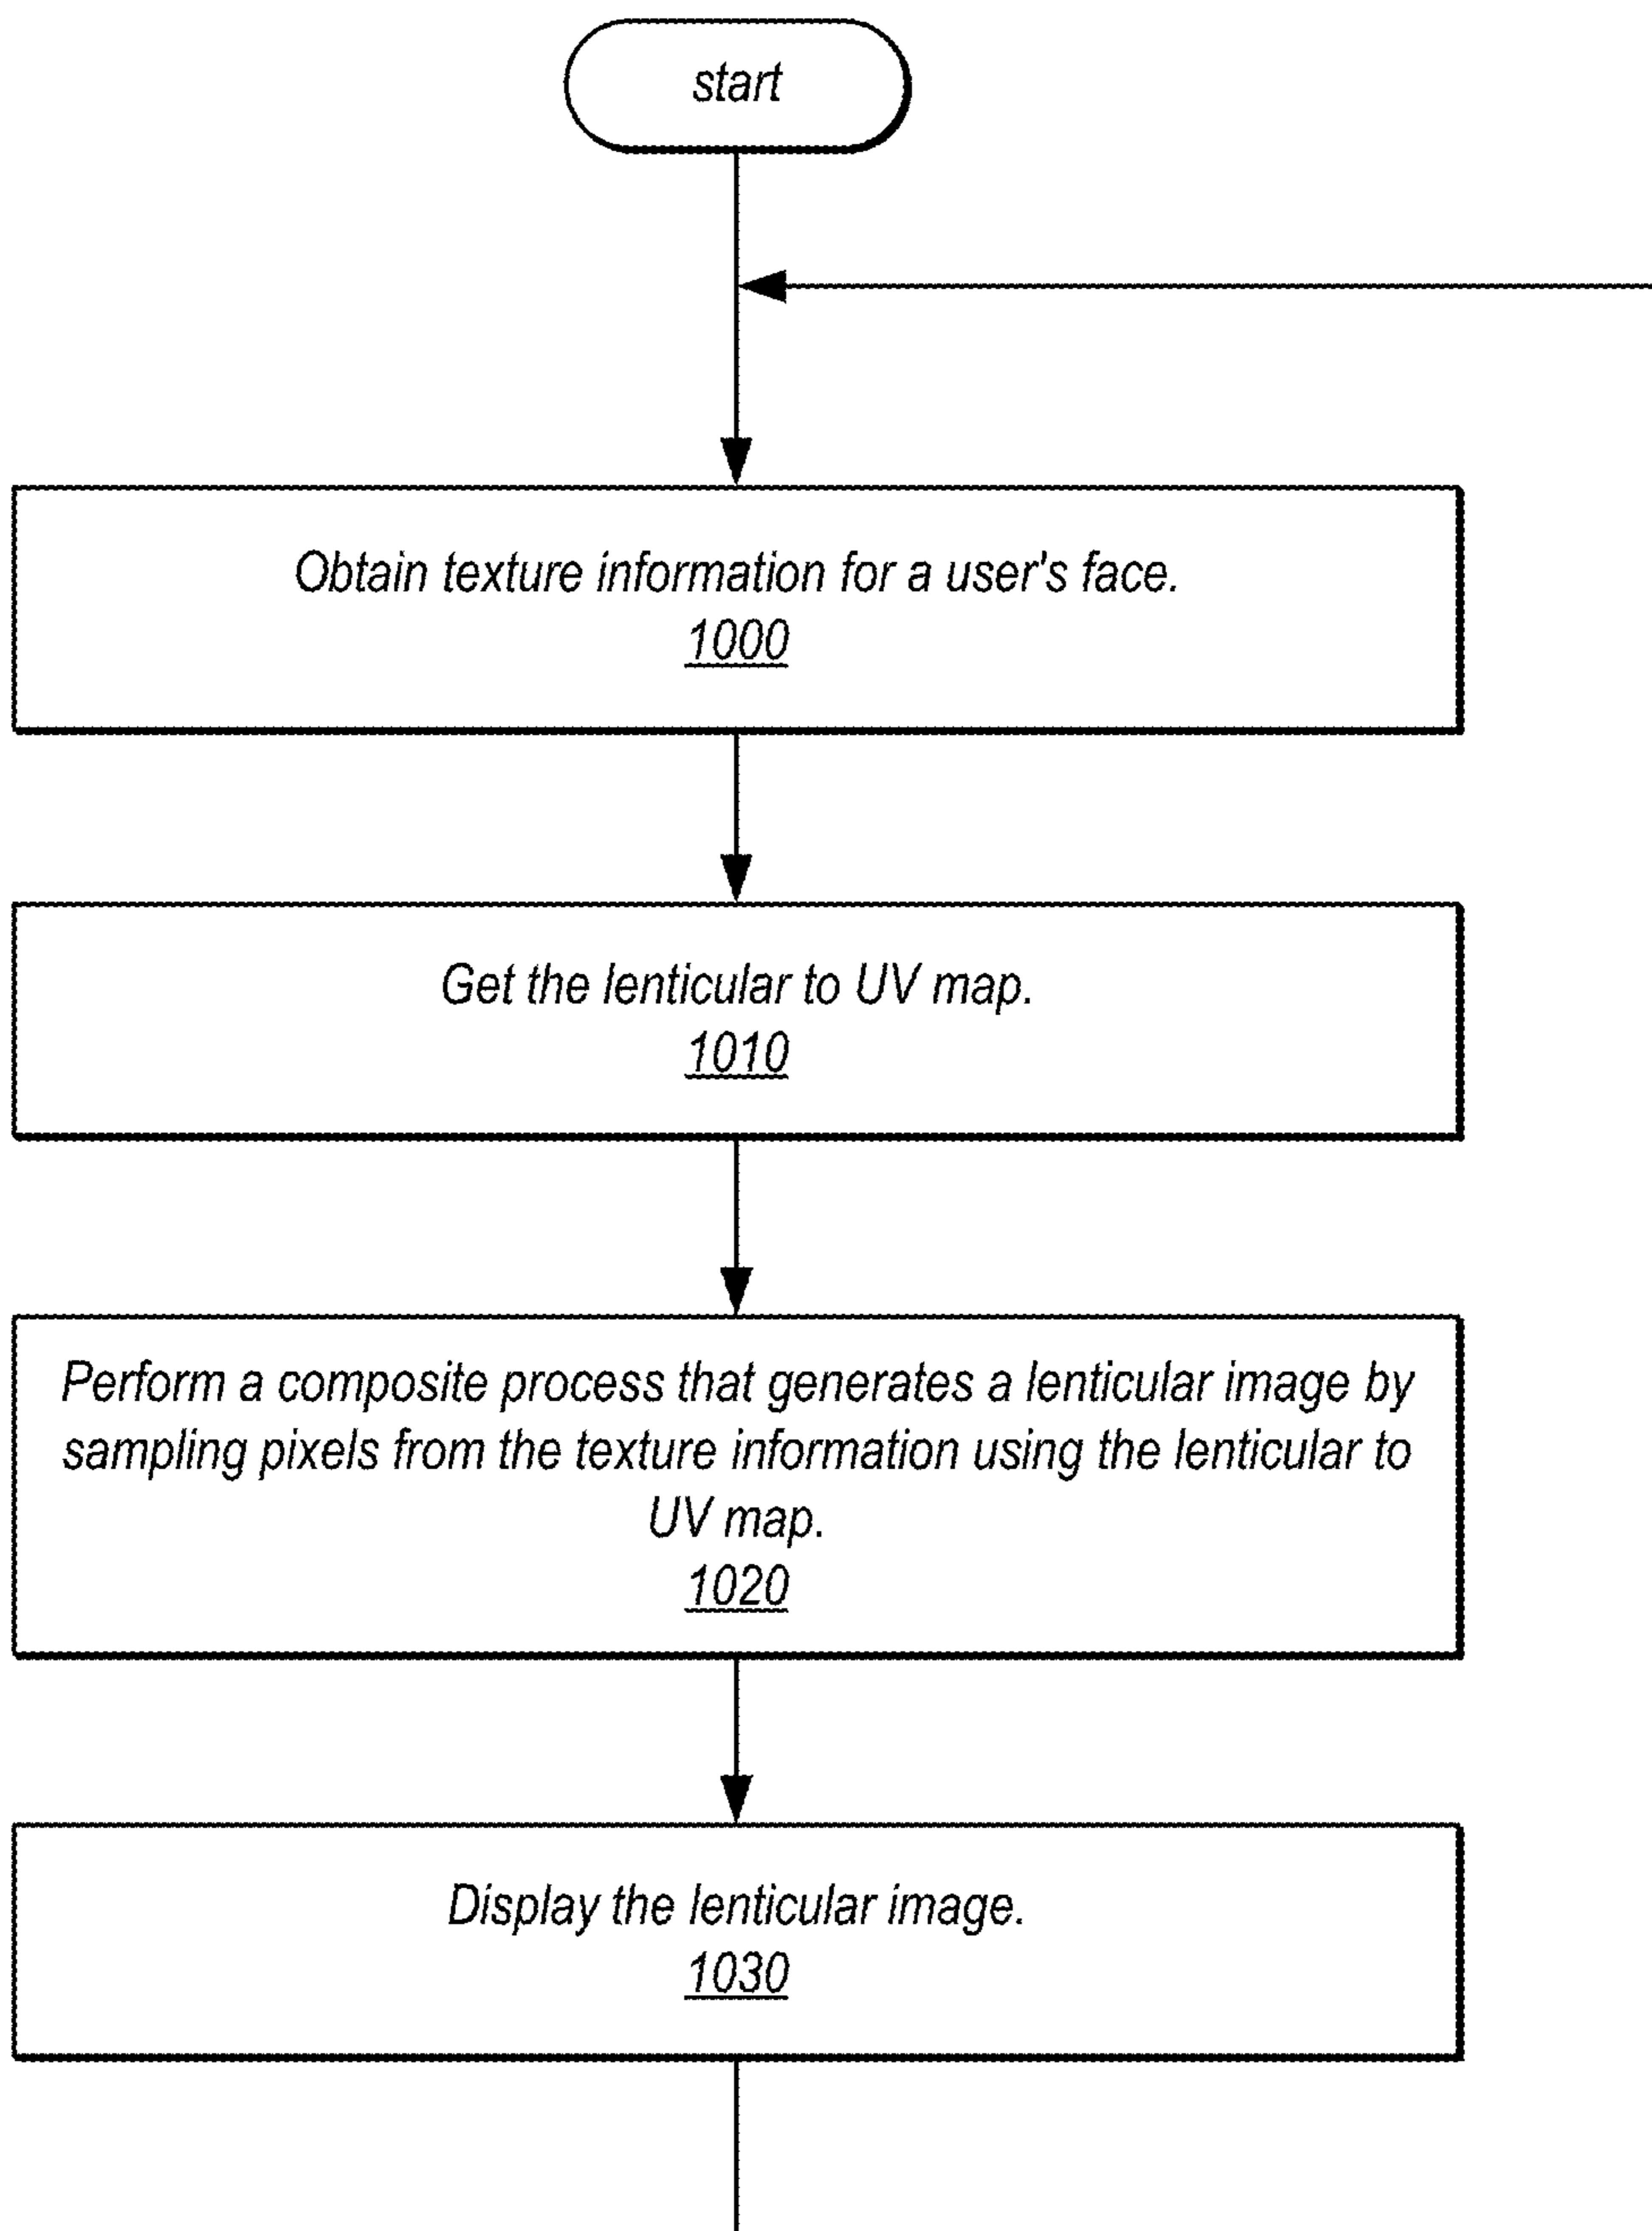 start
Obtain texture information for a user's face.
1000
Get the lenticular to UV map.
1010
Perform a composite process that generates a lenticular image by
sampling pixels from the texture information using the lenticular to
UV map.
1020
Display the lenticular image.
1030